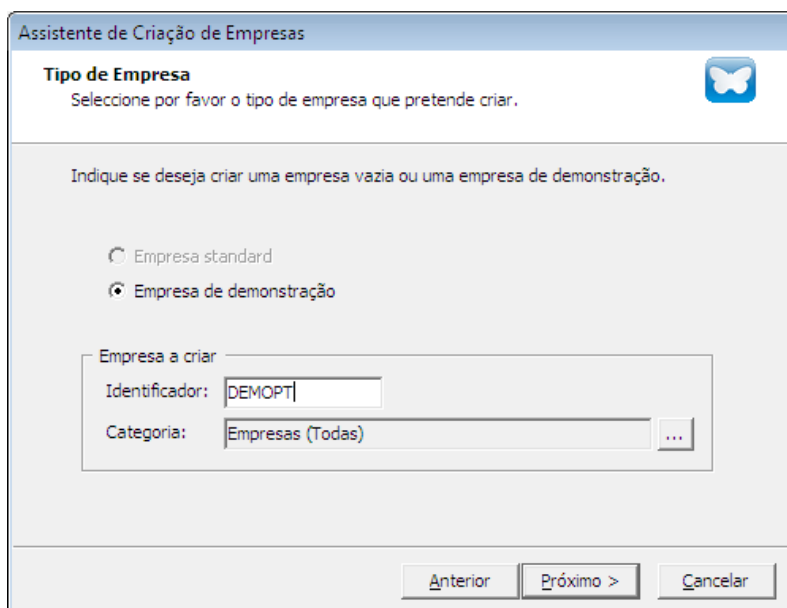 Assistente de Criação de Empresas
Tipo de Empresa
Seleccione por favor o tipo de empresa que pretende criar.
Indique se deseja criar uma empresa vazia ou uma empresa de demonstração.
Empresa standard
Empresa de demonstração
Empresa a criar
Identificador: DEMOPT
Categoria: Empresas (Todas) ...
Anterior Próximo > Cancelar